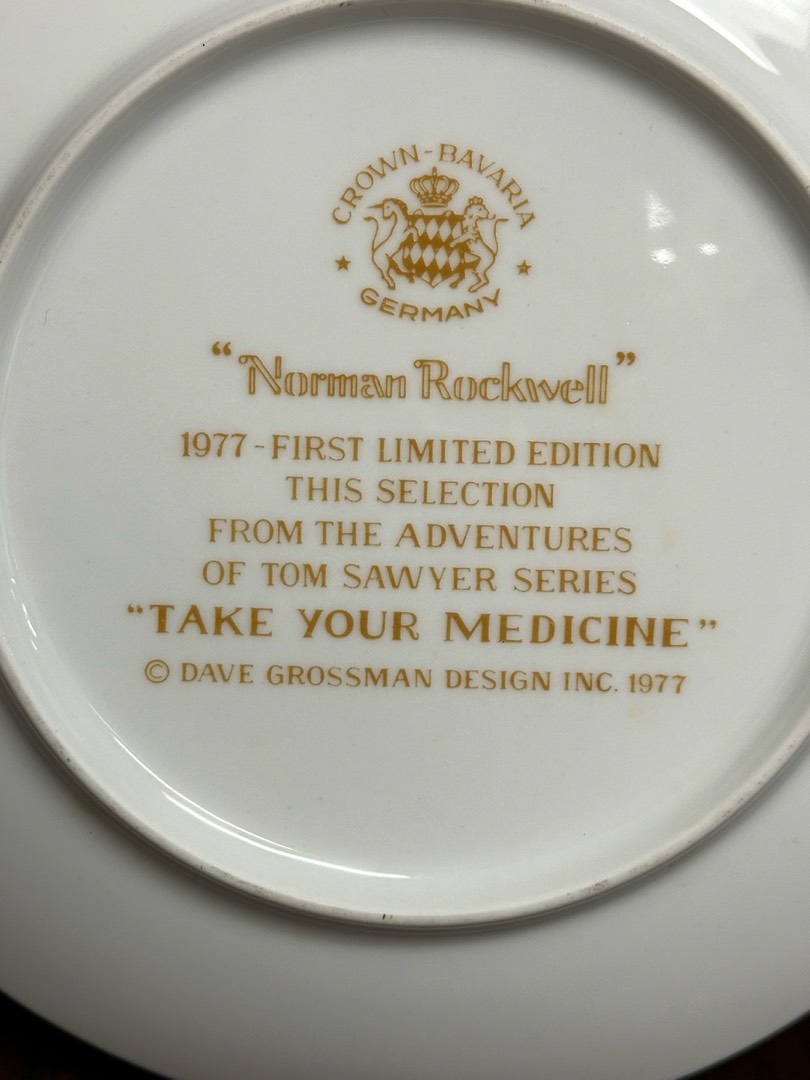 CROWN-BAVARIA
GERMANY
“Norman Rockwell”
1977-FIRST LIMITED EDITION
THIS SELECTION
FROM THE ADVENTURES
OF TOM SAWYER SERIES
“TAKE YOUR MEDICINE”
© DAVE GROSSMAN DESIGN INC. 1977